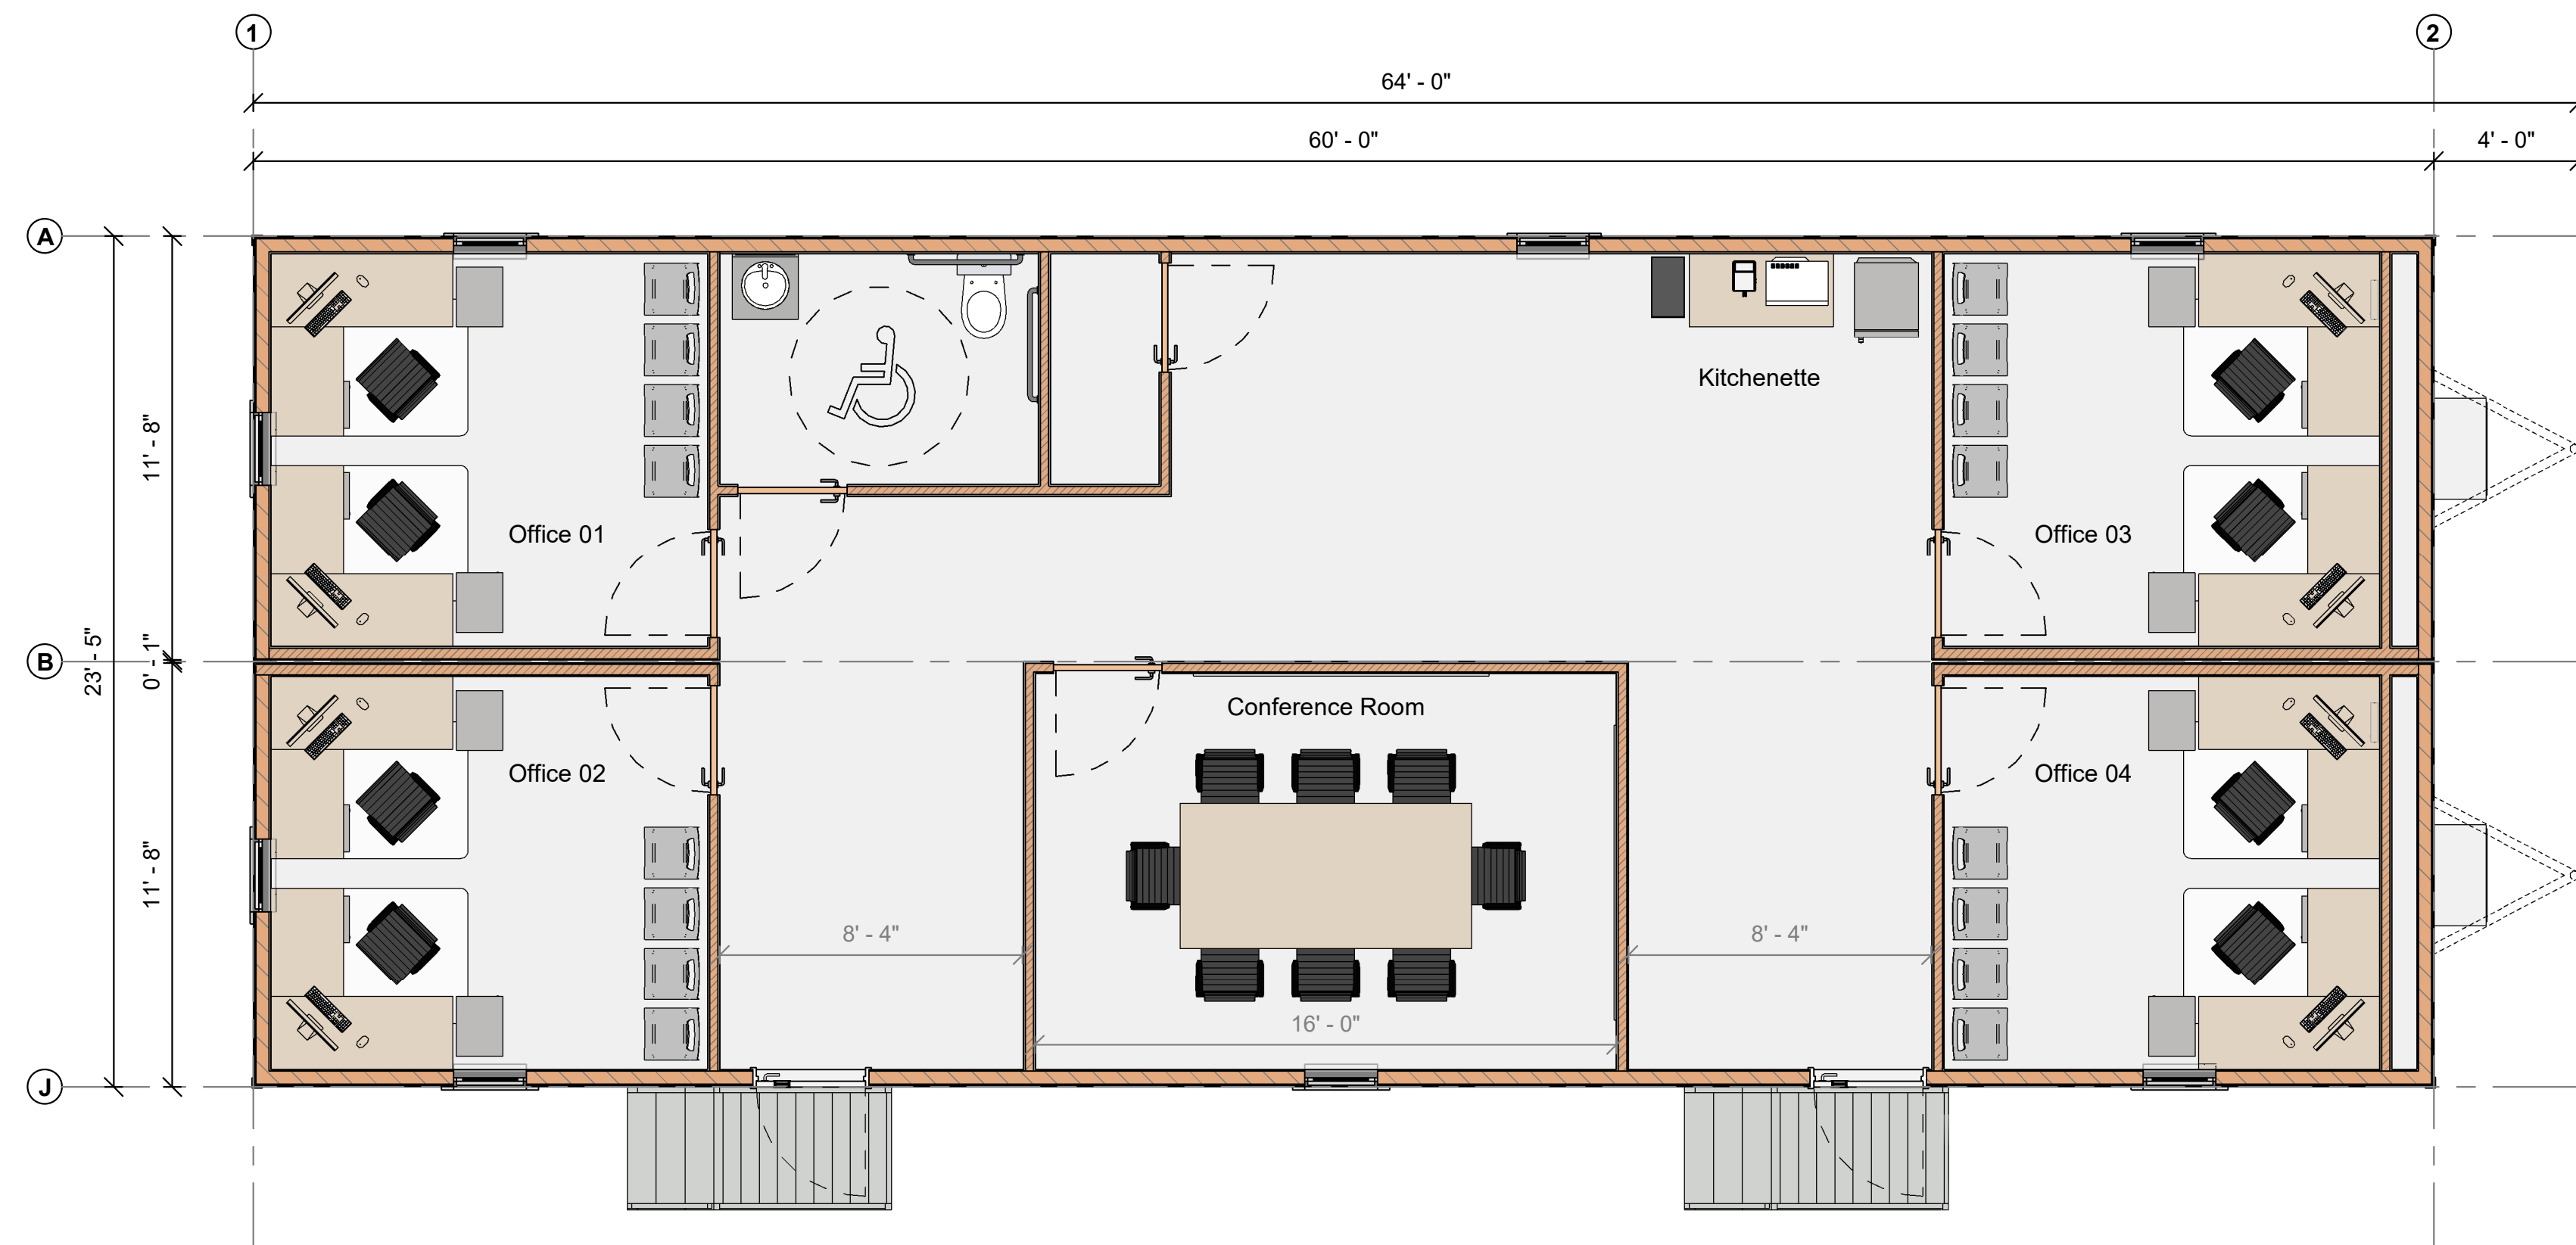 1
2
64' - 0"
60' - 0"
4' - 0"
A
11' - 8"
Kitchenette
Office 01
Office 03
23' - 5"
B
0' - 1"
Conference Room
Office 02
Office 04
11' - 8"
8' - 4"
8' - 4"
16' - 0"
J